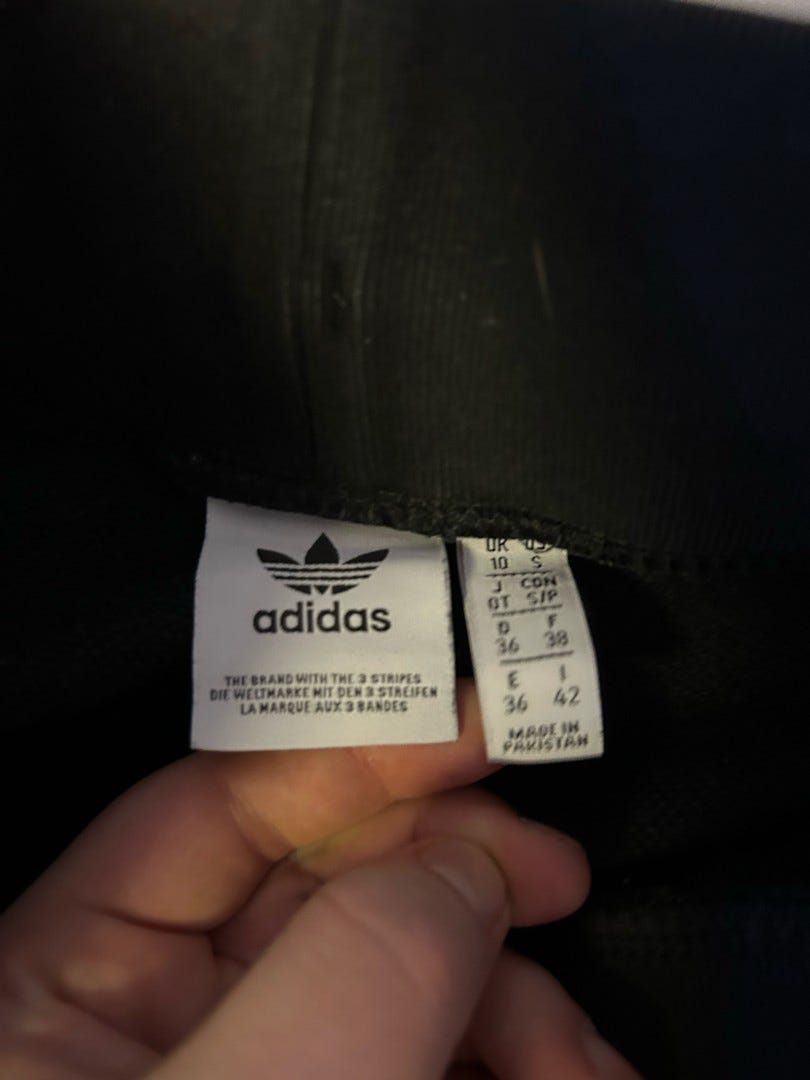 adidas
THE BRAND WITH THE 3 STRIPES
DIE WELTMARKE MIT DEN 3 STREIFEN
LA MARQUE AUX 3 BANDES
UK US
10 S
J CDN
OT S/P
D F
36 38
E I
36 42
MADE IN
PAKISTAN